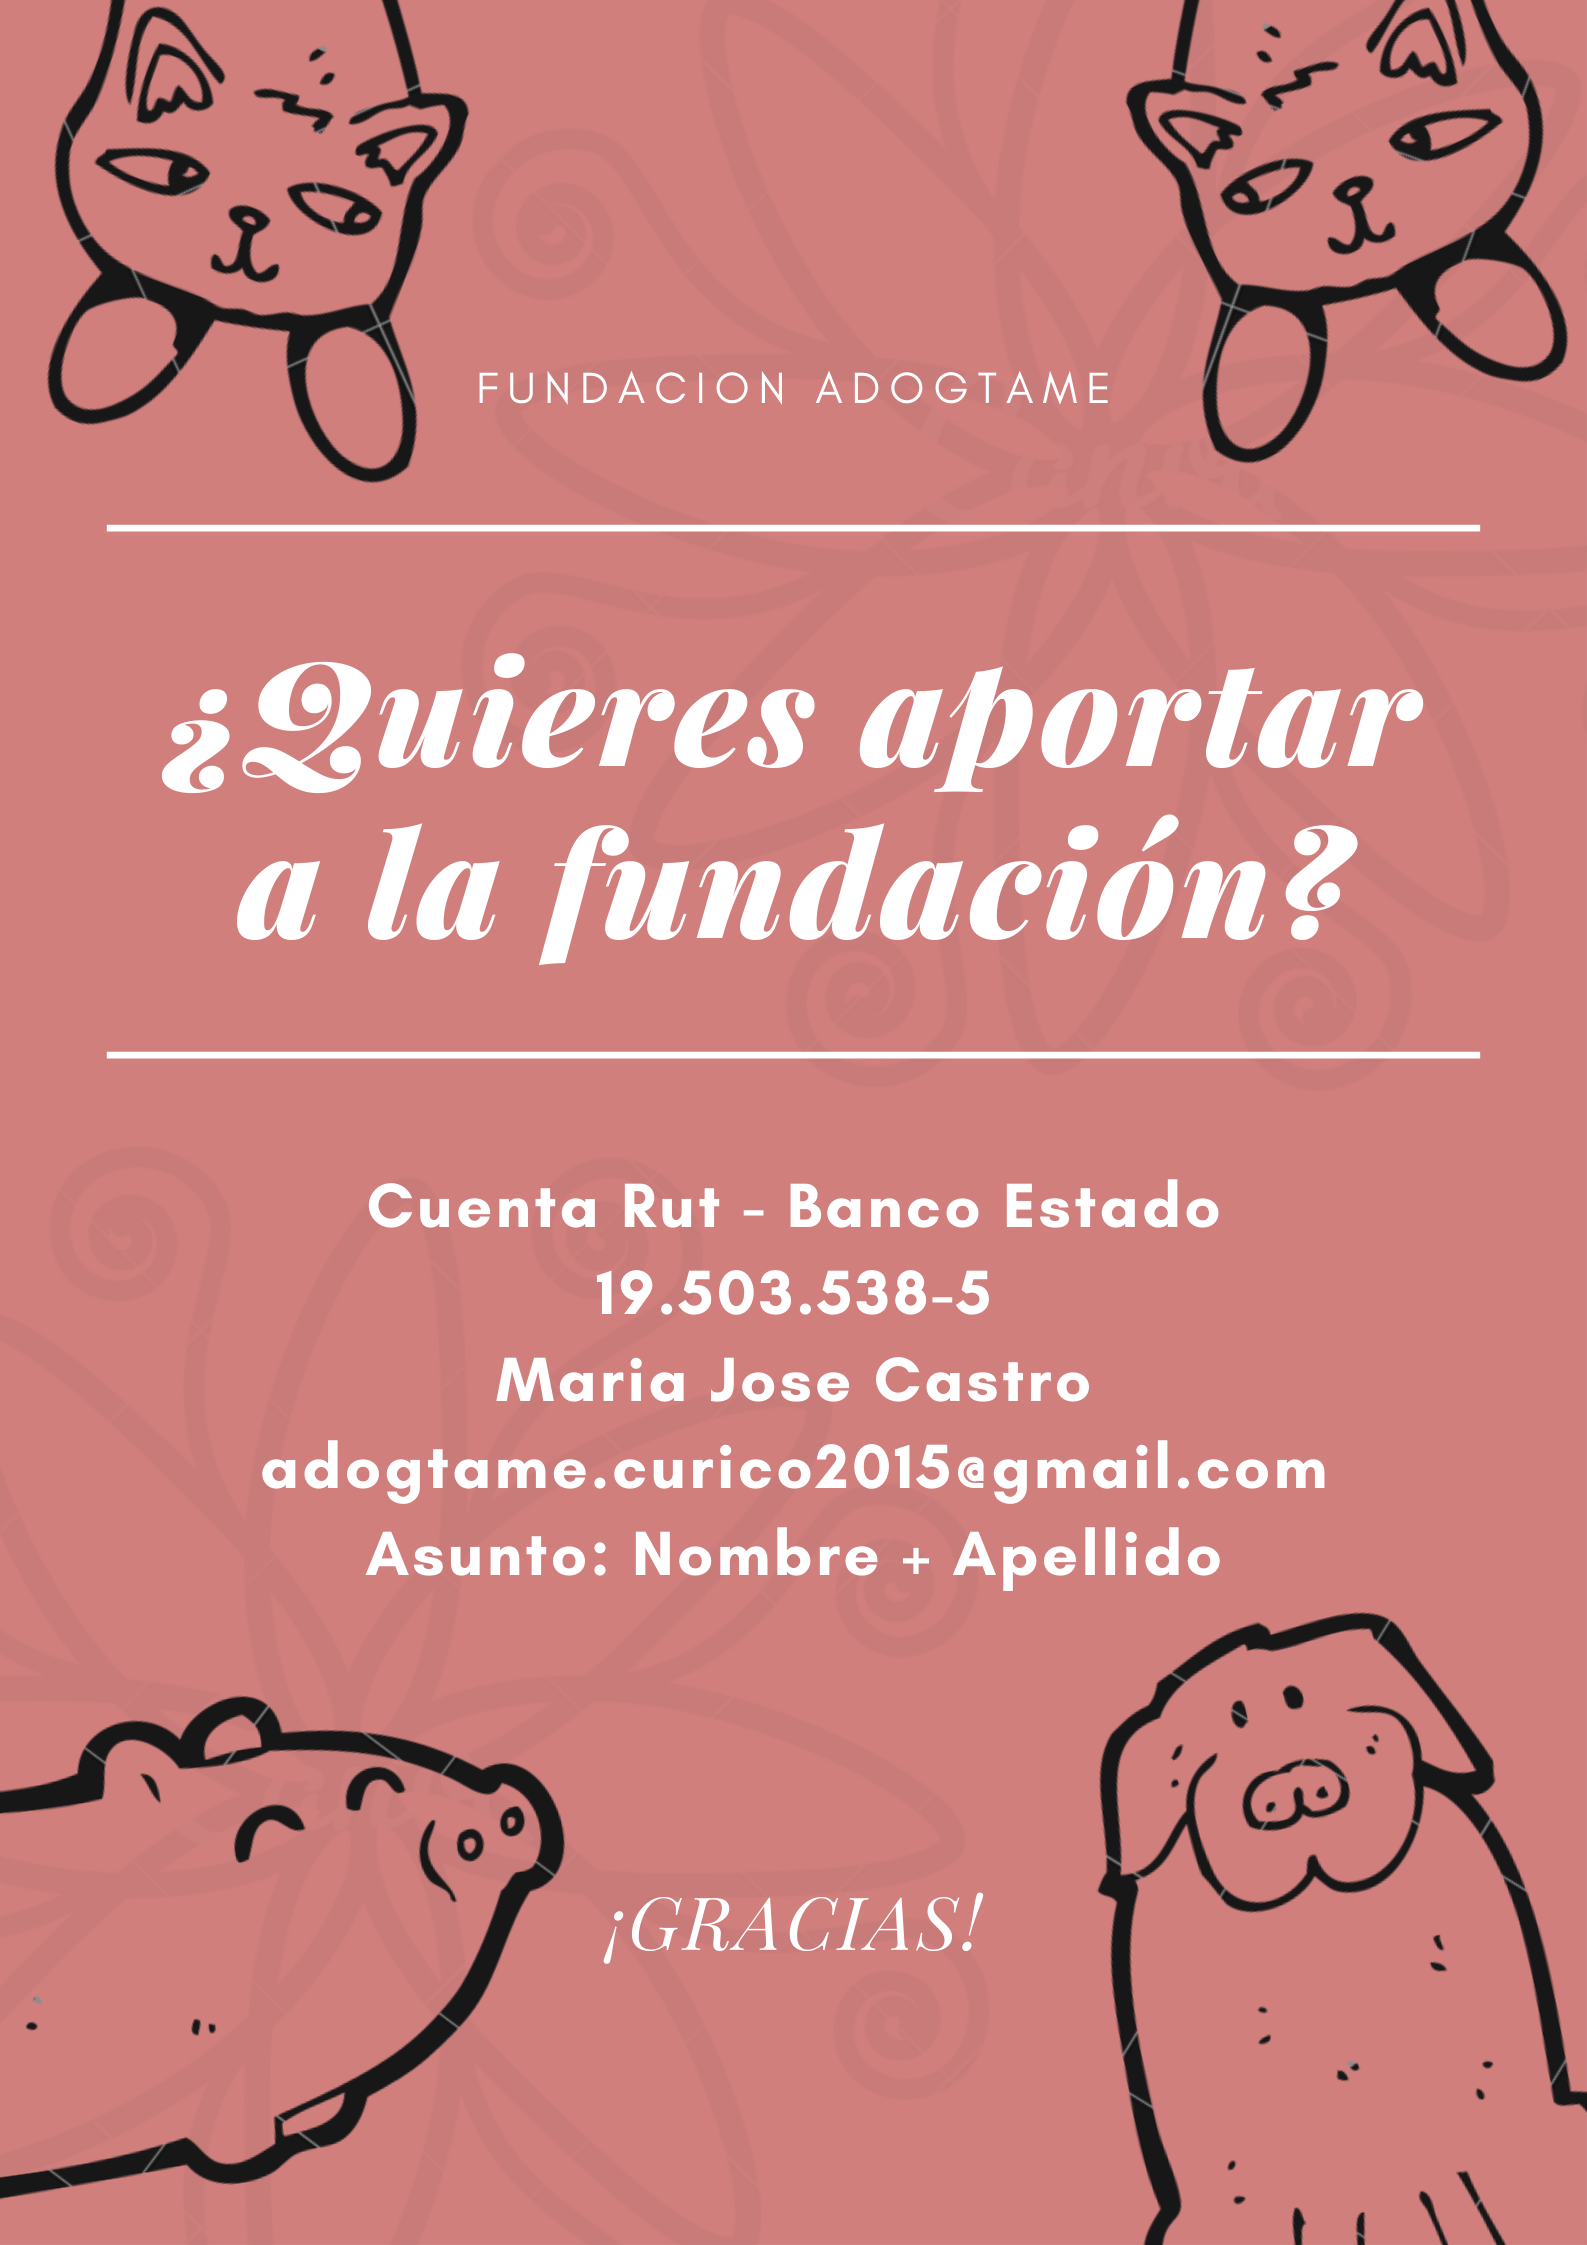 FUNDACION ADOGTAME
¿Quieres aportar
a la fundación?
Cuenta Rut - Banco Estado
19.503.538-5
Maria Jose Castro
adogtame.curico2015@gmail.com
Asunto: Nombre + Apellido
¡GRACIAS!